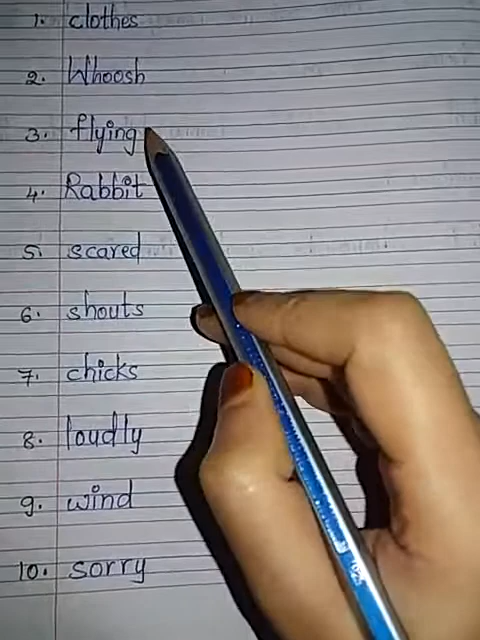 1. clothes
2. Whoosh
3. flying
4. Rabbit
5. scared
6. shouts
7. chicks
8. loudly
9. wind
10. sorry